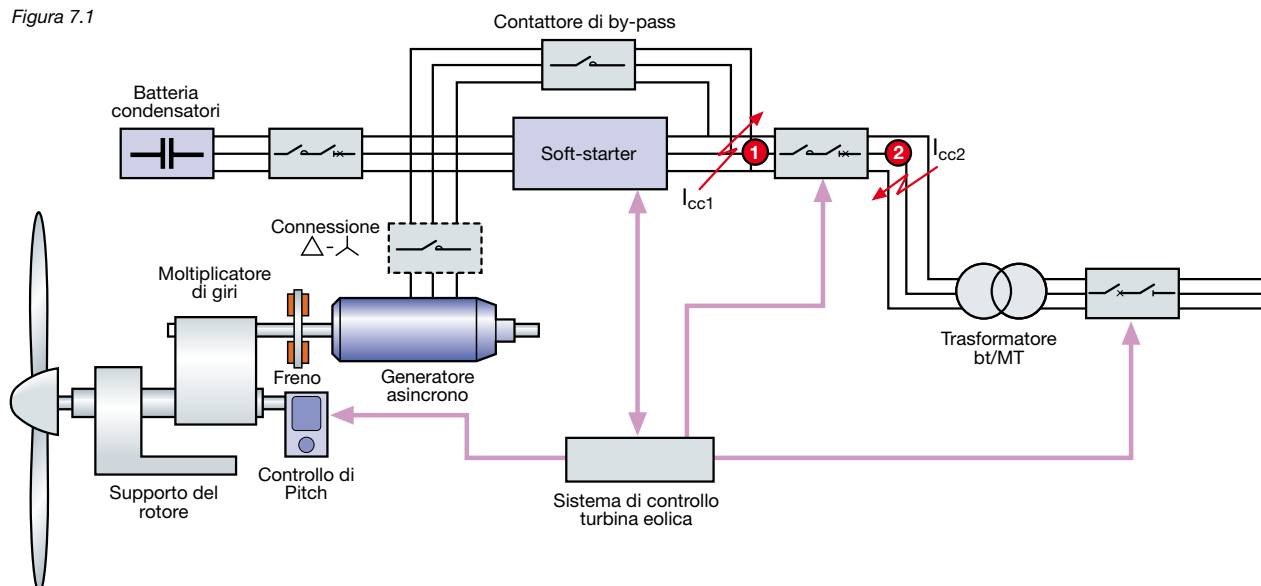 Figura 7.1
Contattore di by-pass
Batteria
condensatori
Soft-starter
1
2
Icc1
Icc2
Connessione
△-⅄
Moltiplicatore
di giri
Freno
Generatore
asincrono
Trasformatore
bt/MT
Supporto del
rotore
Controllo di
Pitch
Sistema di controllo
turbina eolica